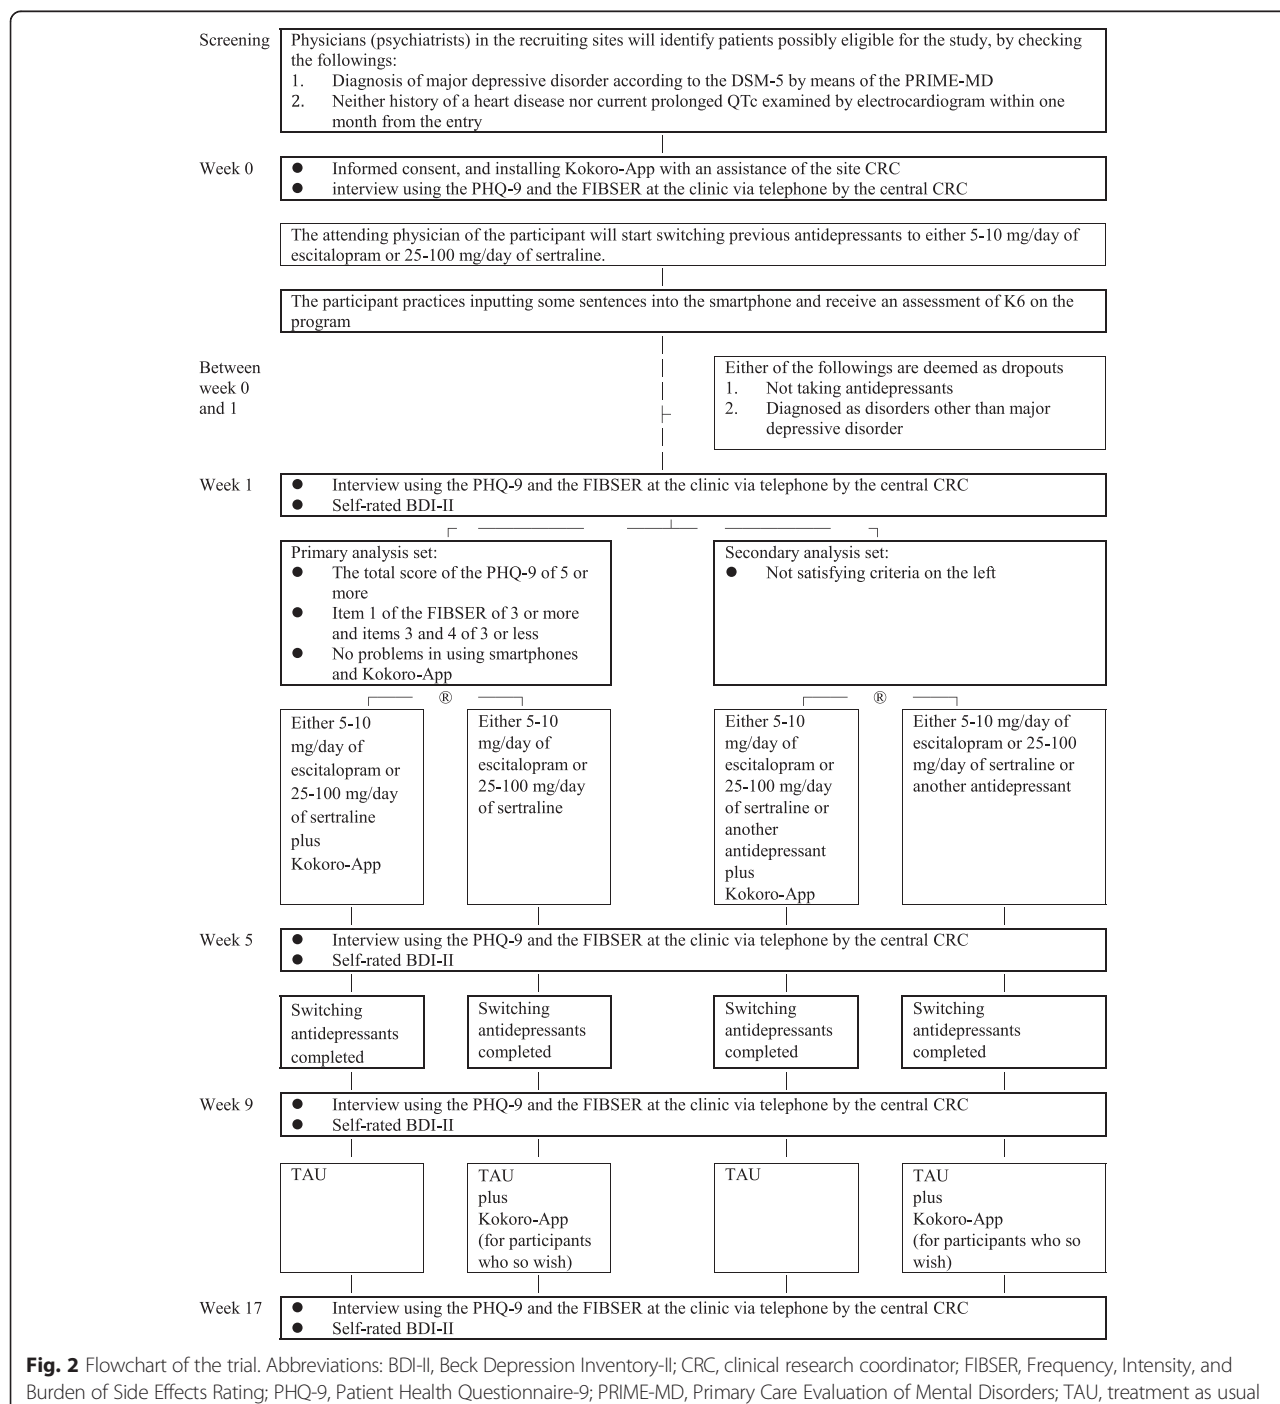 Screening
Physicians (psychiatrists) in the recruiting sites will identify patients possibly eligible for the study, by checking
the followings:
1. Diagnosis of major depressive disorder according to the DSM-5 by means of the PRIME-MD
2. Neither history of a heart disease nor current prolonged QTc examined by electrocardiogram within one
month from the entry
Week 0
● Informed consent, and installing Kokoro-App with an assistance of the site CRC
● interview using the PHQ-9 and the FIBSER at the clinic via telephone by the central CRC
The attending physician of the participant will start switching previous antidepressants to either 5-10 mg/day of
escitalopram or 25-100 mg/day of sertraline.
The participant practices inputting some sentences into the smartphone and receive an assessment of K6 on the
program
Between
week 0
and 1
Either of the followings are deemed as dropouts
1. Not taking antidepressants
2. Diagnosed as disorders other than major
depressive disorder
Week 1
● Interview using the PHQ-9 and the FIBSER at the clinic via telephone by the central CRC
● Self-rated BDI-II
Primary analysis set:
● The total score of the PHQ-9 of 5 or
more
● Item 1 of the FIBSER of 3 or more
and items 3 and 4 of 3 or less
● No problems in using smartphones
and Kokoro-App
Secondary analysis set:
● Not satisfying criteria on the left
®
®
Either 5-10
mg/day of
escitalopram or
25-100 mg/day
of sertraline
plus
Kokoro-App
Either 5-10
mg/day of
escitalopram or
25-100 mg/day
of sertraline
Either 5-10
mg/day of
escitalopram or
25-100 mg/day
of sertraline or
another
antidepressant
plus
Kokoro-App
Either 5-10 mg/day of
escitalopram or 25-100
mg/day of sertraline or
another antidepressant
Week 5
● Interview using the PHQ-9 and the FIBSER at the clinic via telephone by the central CRC
● Self-rated BDI-II
Switching
antidepressants
completed
Switching
antidepressants
completed
Switching
antidepressants
completed
Switching
antidepressants
completed
Week 9
● Interview using the PHQ-9 and the FIBSER at the clinic via telephone by the central CRC
● Self-rated BDI-II
TAU
TAU
plus
Kokoro-App
(for participants
who so wish)
TAU
TAU
plus
Kokoro-App
(for participants who so
wish)
Week 17
● Interview using the PHQ-9 and the FIBSER at the clinic via telephone by the central CRC
● Self-rated BDI-II
Fig. 2 Flowchart of the trial. Abbreviations: BDI-II, Beck Depression Inventory-II; CRC, clinical research coordinator; FIBSER, Frequency, Intensity, and
Burden of Side Effects Rating; PHQ-9, Patient Health Questionnaire-9; PRIME-MD, Primary Care Evaluation of Mental Disorders; TAU, treatment as usual